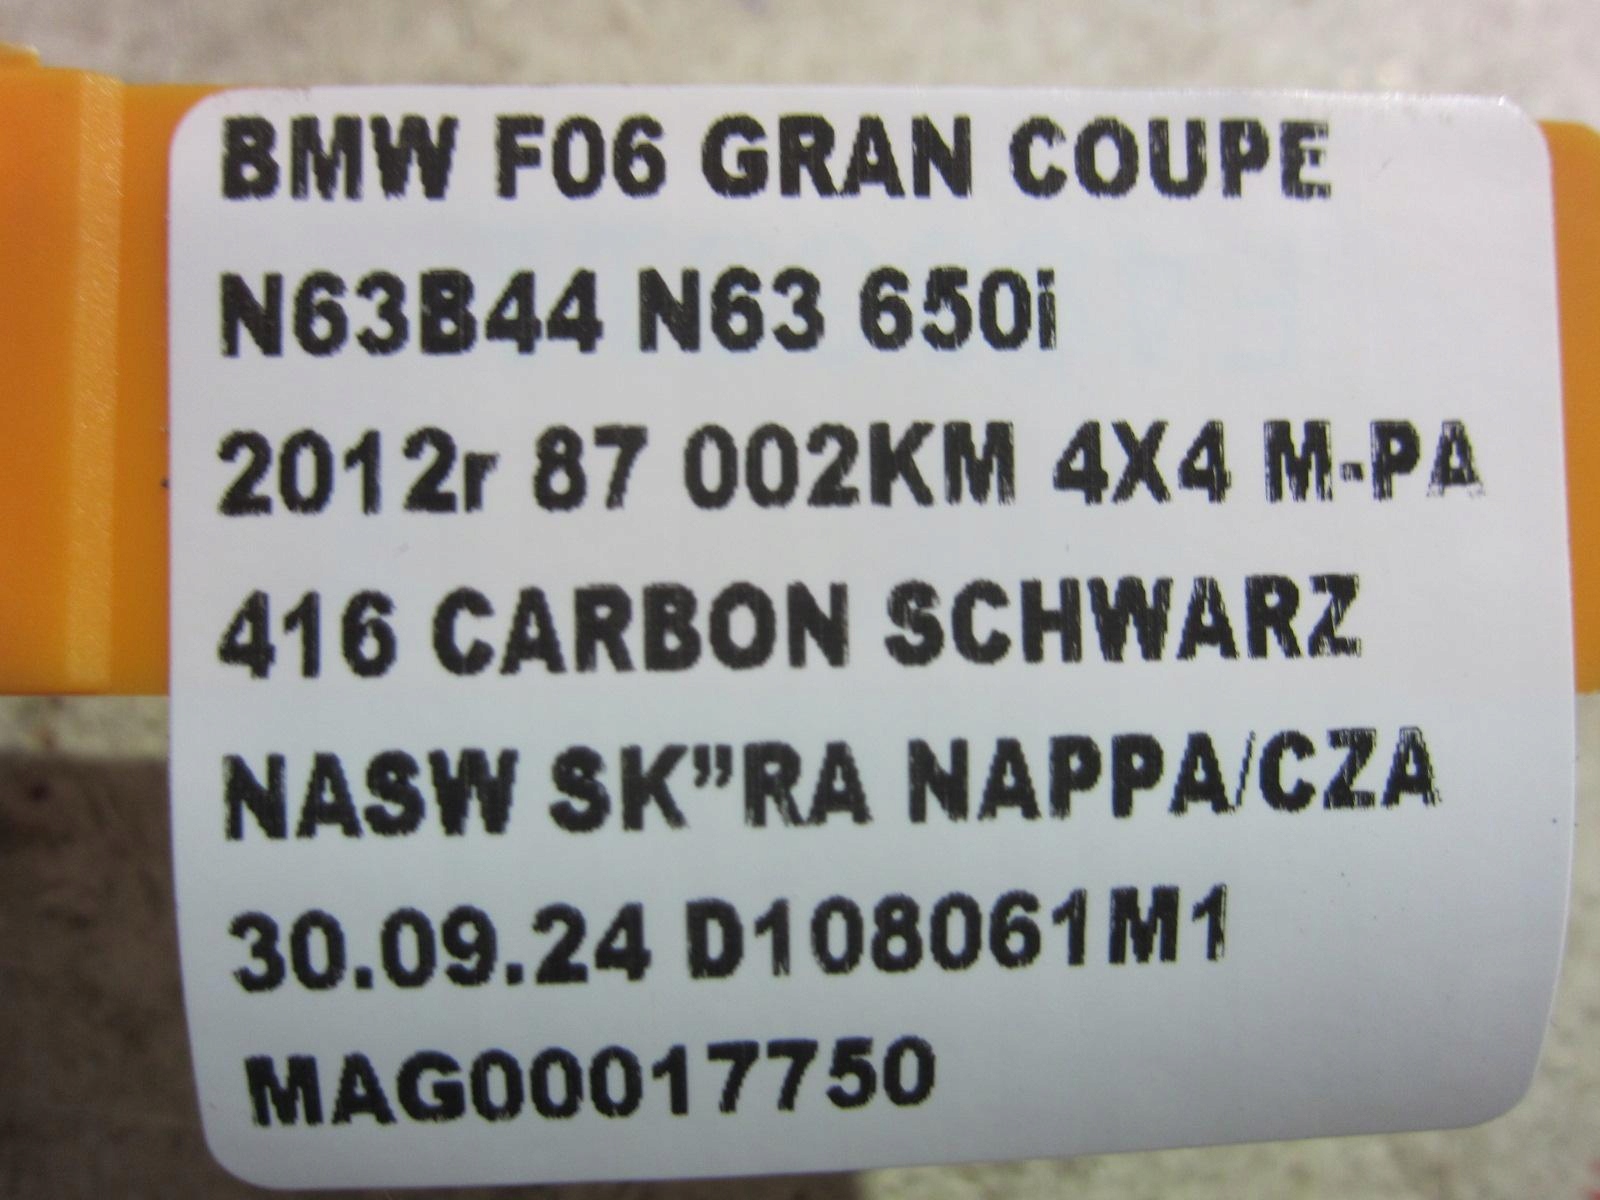 BMW F06 GRAN COUPE
N63B44 N63 650i
2012r 87 002KM 4X4 M-PA
416 CARBON SCHWARZ
NASW SK”RA NAPPA/CZA
30.09.24 D108061M1
MAG00017750